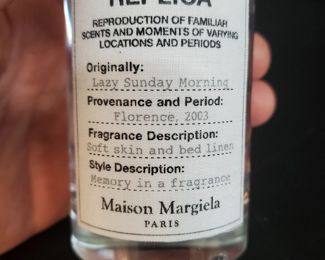 REPLICA
REPRODUCTION OF FAMILIAR
SCENTS AND MOMENTS OF VARYING
LOCATIONS AND PERIODS
Originally:
Lazy Sunday Morning
Provenance and Period:
Florence, 2003
Fragrance Description:
Soft skin and bed linen
Style Description:
Memory in a fragrance
Maison Margiela
PARIS